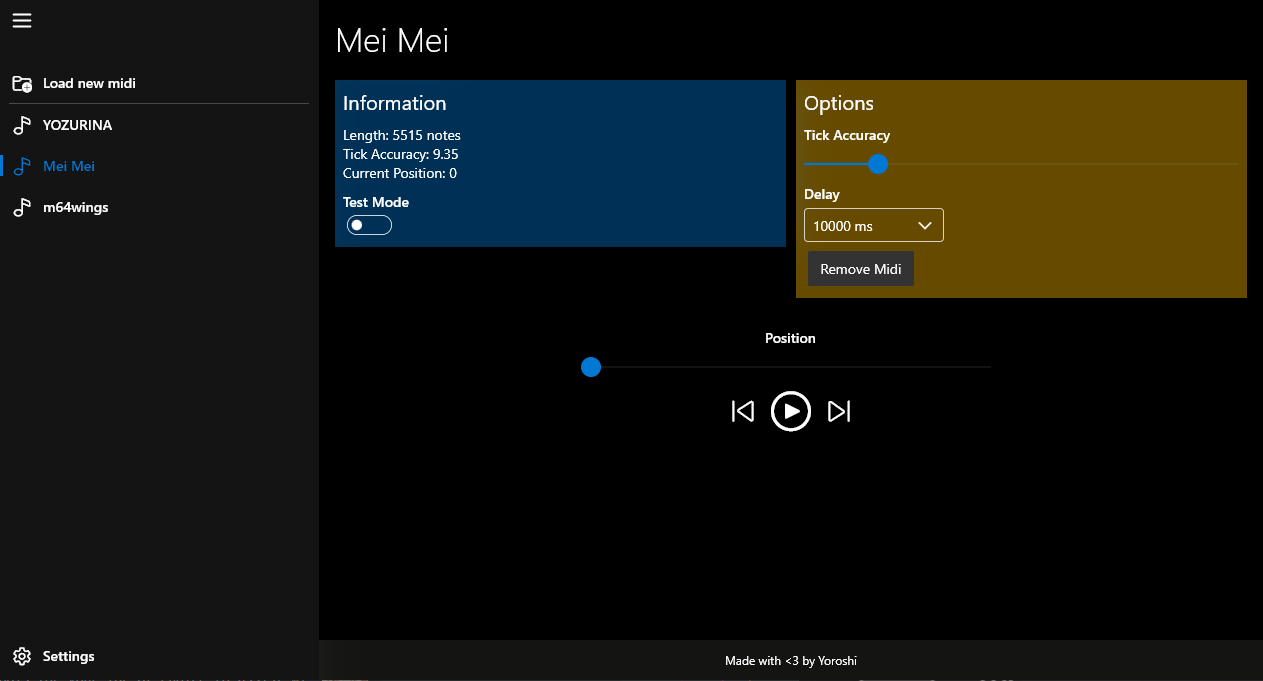 Mei Mei
Load new midi
YOZURINA
Mei Mei
m64wings
Settings
Information
Length: 5515 notes
Tick Accuracy: 9.35
Current Position: 0
Test Mode
Options
Tick Accuracy
Delay
10000 ms
Remove Midi
Position
Made with <3 by Yoroshi